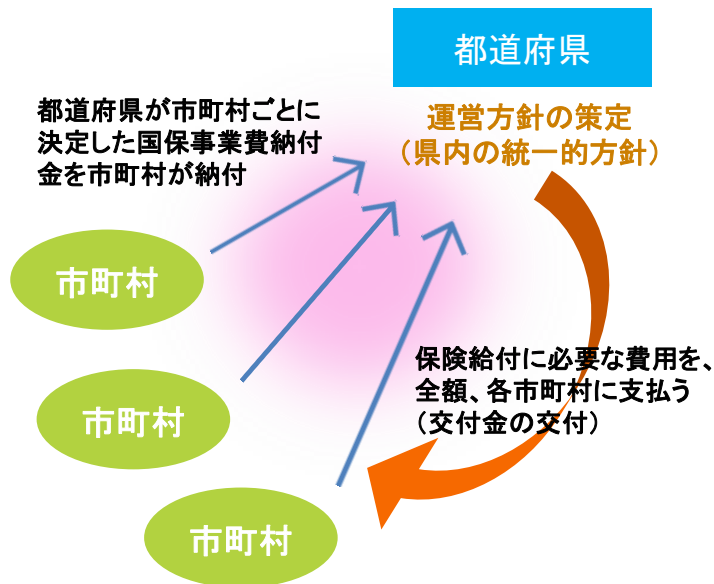 都道府県
運営方針の策定
（県内の統一的方針）
都道府県が市町村ごとに
決定した国保事業費納付
金を市町村が納付
市町村
保険給付に必要な費用を、
全額、各市町村に支払う
（交付金の交付）
市町村
市町村